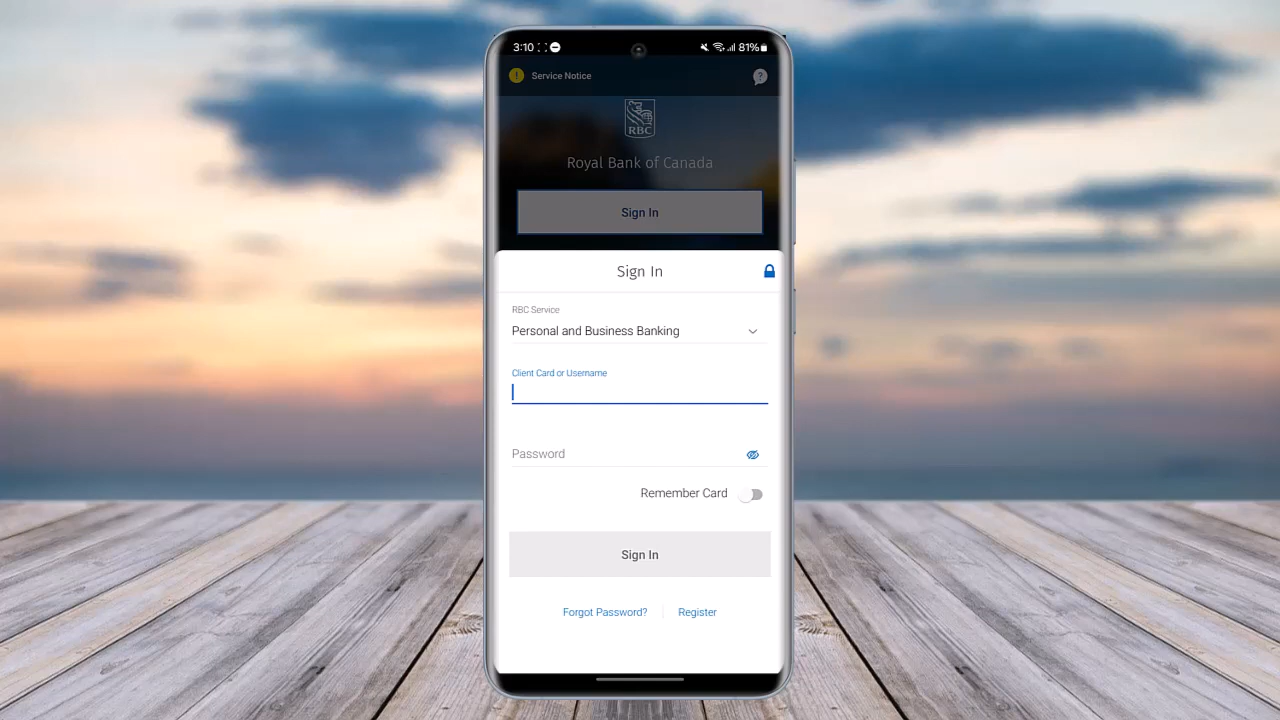 3:10
81%
Service Notice
RBC
Royal Bank of Canada
Sign In
Sign In
RBC Service
Personal and Business Banking
Client Card or Username
Password
Remember Card
Sign In
Forgot Password?
Register